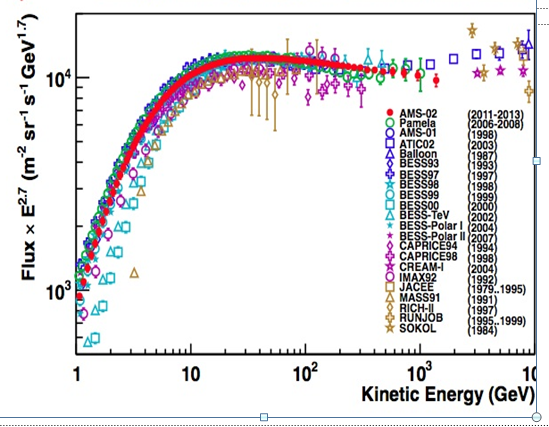 Flux × E^2.7 (m^-2 sr^-1 s^-1 GeV^1.7)
10^4
10^3
AMS-02 (2011-2013)
Pamela (2006-2008)
AMS-01 (1998)
ATIC02 (2003)
Balloon (1987)
BESS93 (1993)
BESS97 (1997)
BESS98 (1998)
BESS99 (1999)
BESS00 (2000)
BESS-TeV (2002)
BESS-Polar I (2004)
BESS-Polar II (2007)
CAPRICE94 (1994)
CAPRICE98 (1998)
CREAM-I (2004)
IMAX92 (1992)
JACEE (1979..1995)
MASS91 (1991)
RICH-II (1997)
RUNJOB (1995..1999)
SOKOL (1984)
1 10 10^2 10^3 10
Kinetic Energy (GeV)